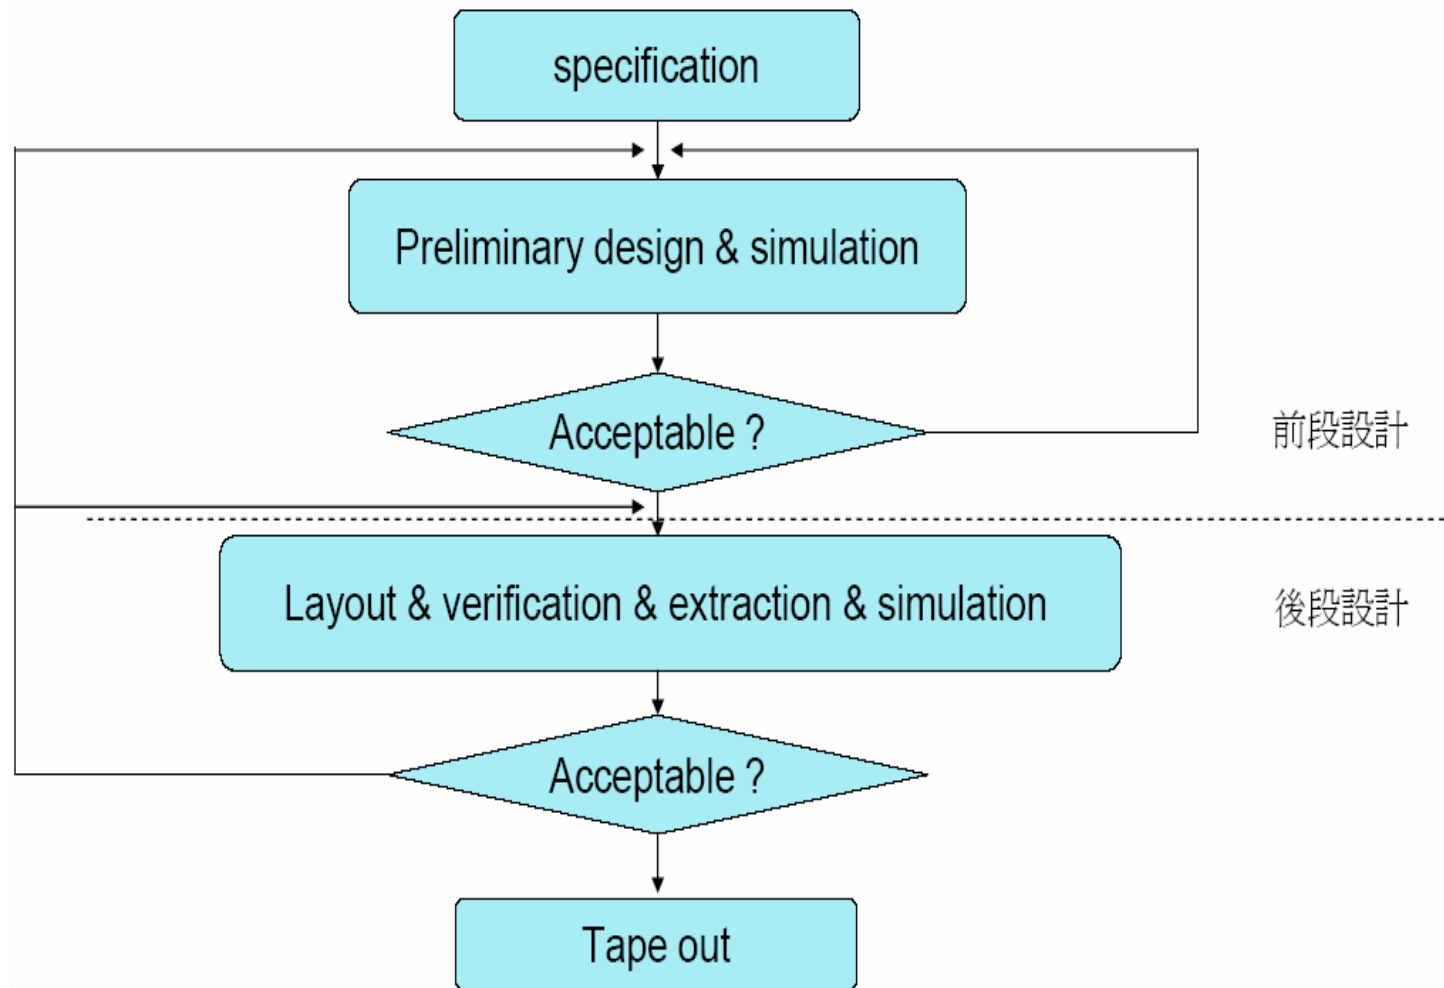 specification
Preliminary design & simulation
Acceptable ?
前段設計
Layout & verification & extraction & simulation
後段設計
Acceptable ?
Tape out